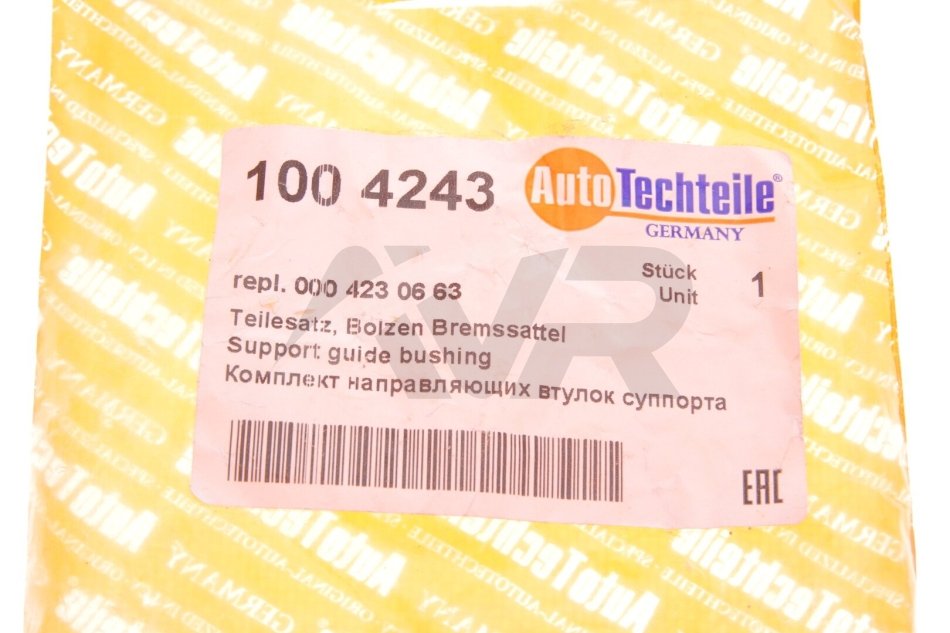 100 4243
AutoTechteile®
GERMANY
repl. 000 423 06 63
Stück
Unit
1
Teilesatz, Bolzen Bremssattel
Support guide bushing
Комплект направляющих втулок суппорта
EAC
AVR